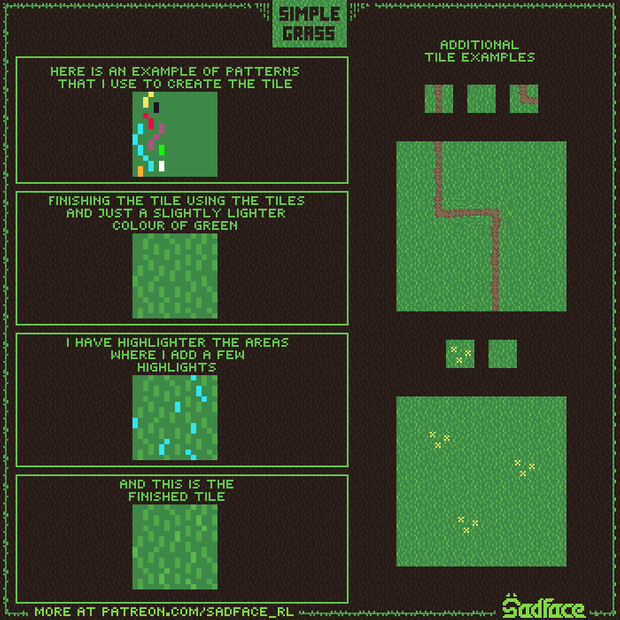 SIMPLE
GRASS
HERE IS AN EXAMPLE OF PATTERNS
THAT I USE TO CREATE THE TILE
FINISHING THE TILE USING THE TILES
AND JUST A SLIGHTLY LIGHTER
COLOUR OF GREEN
I HAVE HIGHLIGHTER THE AREAS
WHERE I ADD A FEW
HIGHLIGHTS
AND THIS IS THE
FINISHED TILE
ADDITIONAL
TILE EXAMPLES
MORE AT PATREON.COM/SADFACE_RL
Sadface